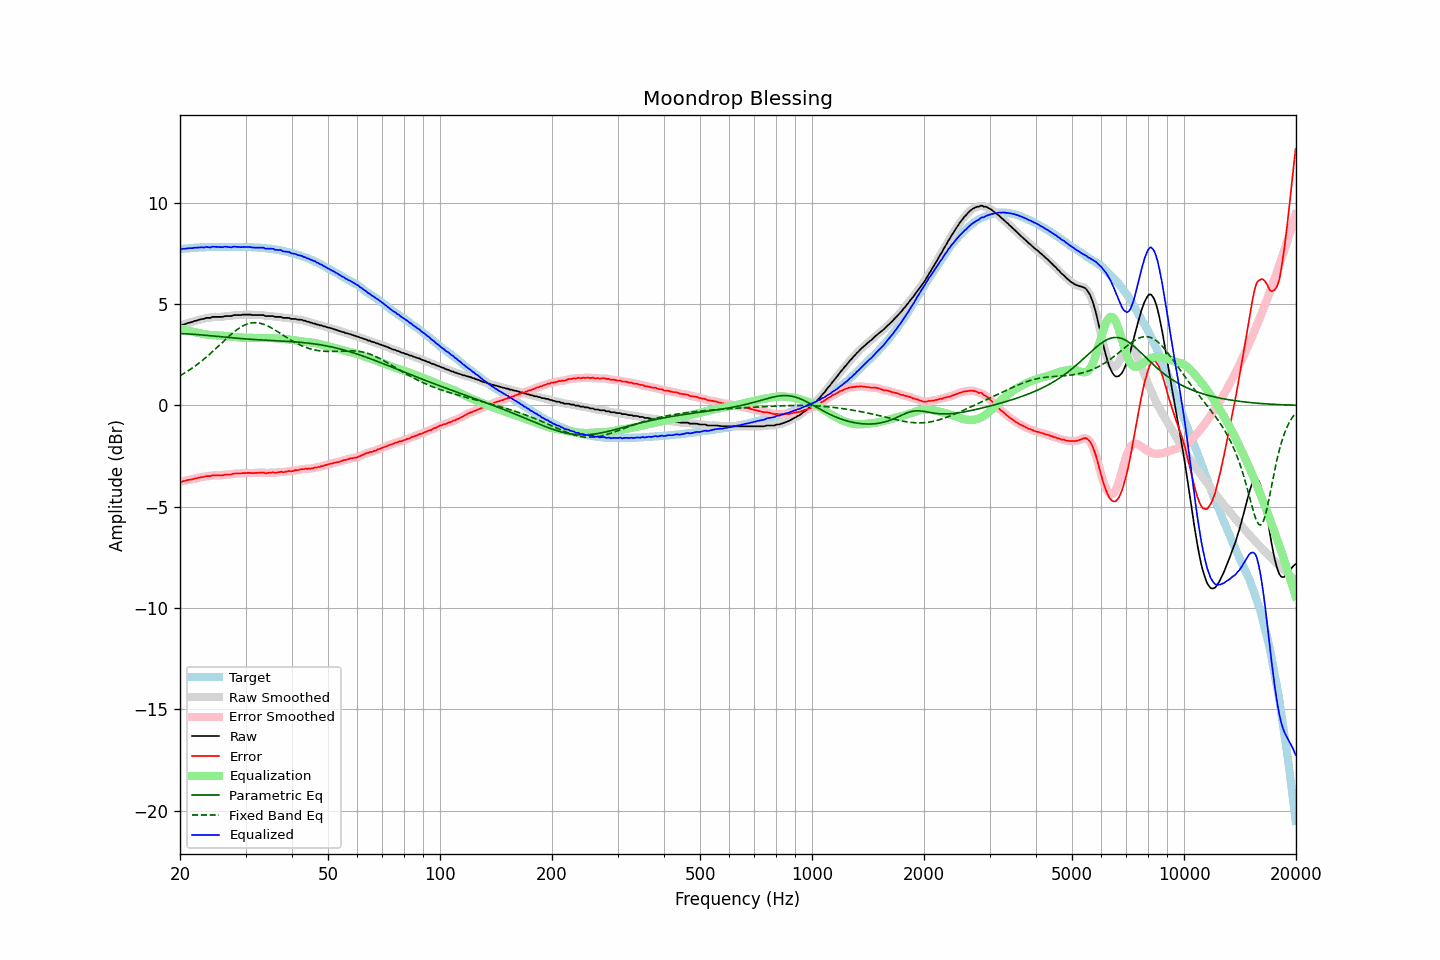 Moondrop Blessing
Amplitude (dBr)
10
5
0
−5
−10
−15
−20
Target
Raw Smoothed
Error Smoothed
Raw
Error
Equalization
Parametric Eq
Fixed Band Eq
Equalized
20 50 100 200 500 1000 2000 5000 10000 20000
Frequency (Hz)